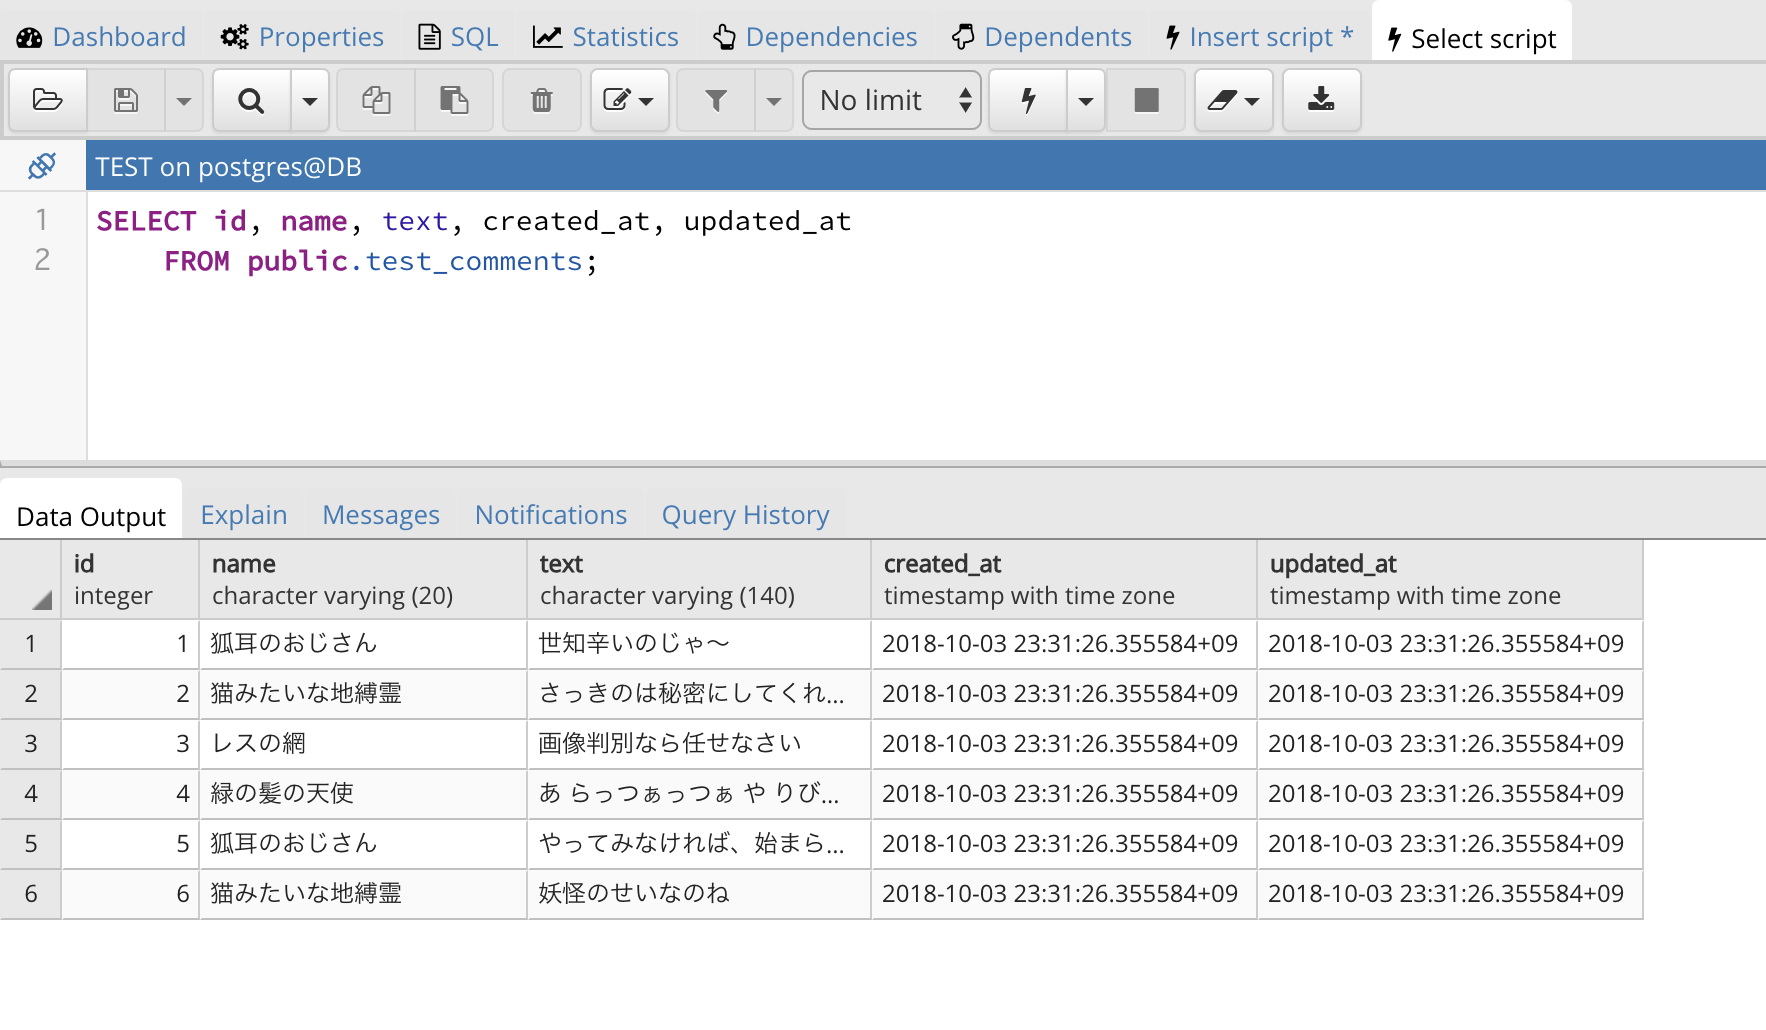 Dashboard Properties SQL Statistics Dependencies Dependents Insert script * Select script
No limit
TEST on postgres@DB
1 SELECT id, name, text, created_at, updated_at
2 FROM public.test_comments;
Data Output Explain Messages Notifications Query History
id name text created_at updated_at
integer character varying (20) character varying (140) timestamp with time zone timestamp with time zone
1 1 狐耳のおじさん 世知辛いのじゃ〜 2018-10-03 23:31:26.355584+09 2018-10-03 23:31:26.355584+09
2 2 猫みたいな地縛霊 さっきのは秘密にしてくれ... 2018-10-03 23:31:26.355584+09 2018-10-03 23:31:26.355584+09
3 3 レスの網 画像判別なら任せなさい 2018-10-03 23:31:26.355584+09 2018-10-03 23:31:26.355584+09
4 4 緑の髪の天使 あ らっつぁっつぁ や りび... 2018-10-03 23:31:26.355584+09 2018-10-03 23:31:26.355584+09
5 5 狐耳のおじさん やってみなければ、始まら... 2018-10-03 23:31:26.355584+09 2018-10-03 23:31:26.355584+09
6 6 猫みたいな地縛霊 妖怪のせいなのね 2018-10-03 23:31:26.355584+09 2018-10-03 23:31:26.355584+09